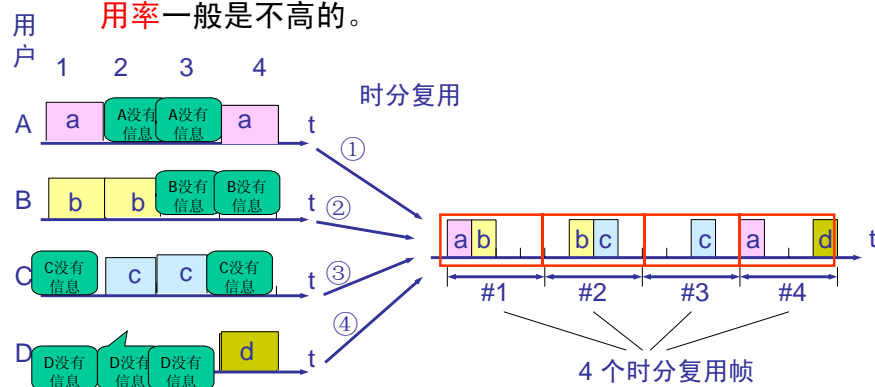 用率一般是不高的。
用
户
1 2 3 4
时分复用
A a A没有
信息 A没有
信息 a t
①
B b b B没有
信息 B没有
信息 t ②
a b b c c a d t
C C没有
信息 c c C没有
信息 t ③
#1 #2 #3 #4
④
D D没有
信息 D没有
信息 D没有
信息 d t
4 个时分复用帧